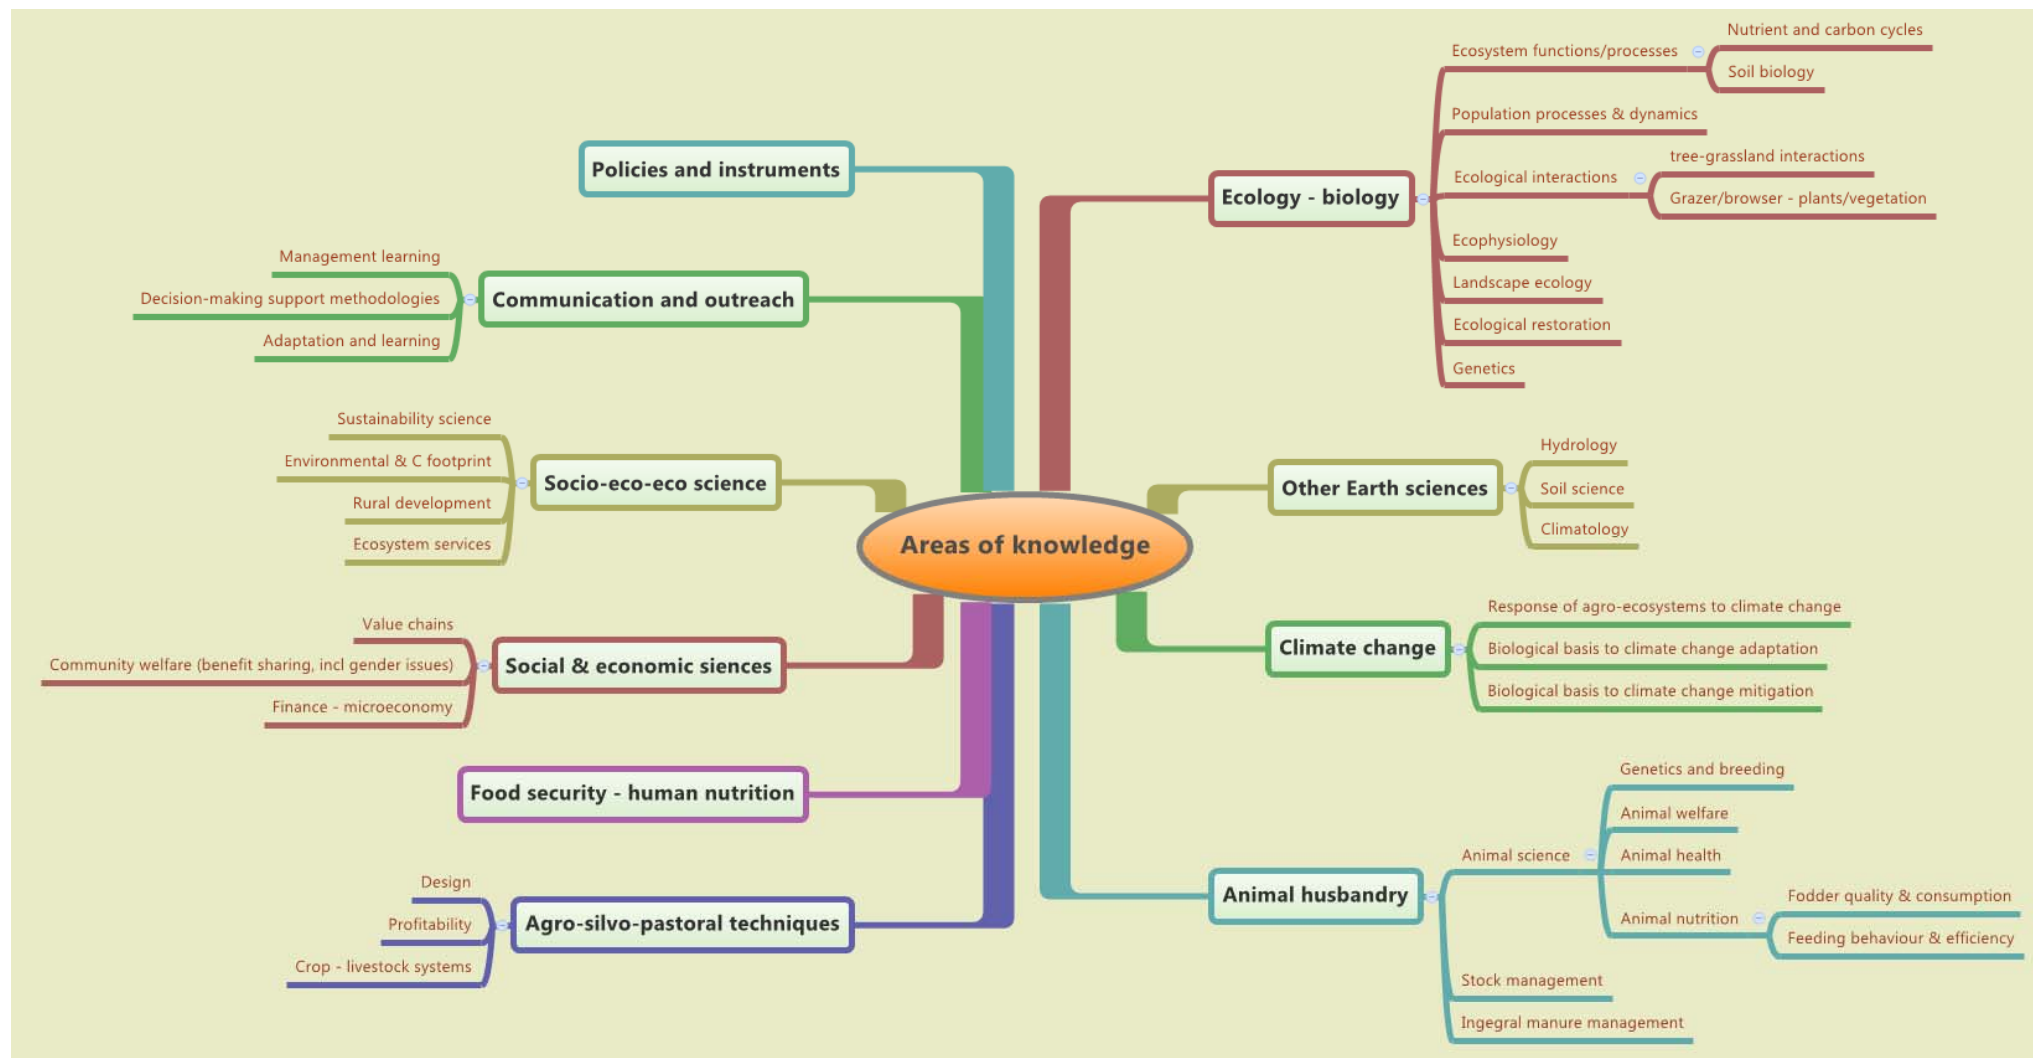 Areas of knowledge
Ecology - biology
Ecosystem functions/processes
Nutrient and carbon cycles
Soil biology
Population processes & dynamics
Ecological interactions
tree-grassland interactions
Grazer/browser - plants/vegetation
Ecophysiology
Landscape ecology
Ecological restoration
Genetics
Other Earth sciences
Hydrology
Soil science
Climatology
Climate change
Response of agro-ecosystems to climate change
Biological basis to climate change adaptation
Biological basis to climate change mitigation
Animal husbandry
Animal science
Genetics and breeding
Animal welfare
Animal health
Animal nutrition
Fodder quality & consumption
Feeding behaviour & efficiency
Stock management
Ingegral manure management
Policies and instruments
Communication and outreach
Management learning
Decision-making support methodologies
Adaptation and learning
Socio-eco-eco science
Sustainability science
Environmental & C footprint
Rural development
Ecosystem services
Social & economic siences
Value chains
Community welfare (benefit sharing, incl gender issues)
Finance - microeconomy
Food security - human nutrition
Agro-silvo-pastoral techniques
Design
Profitability
Crop - livestock systems